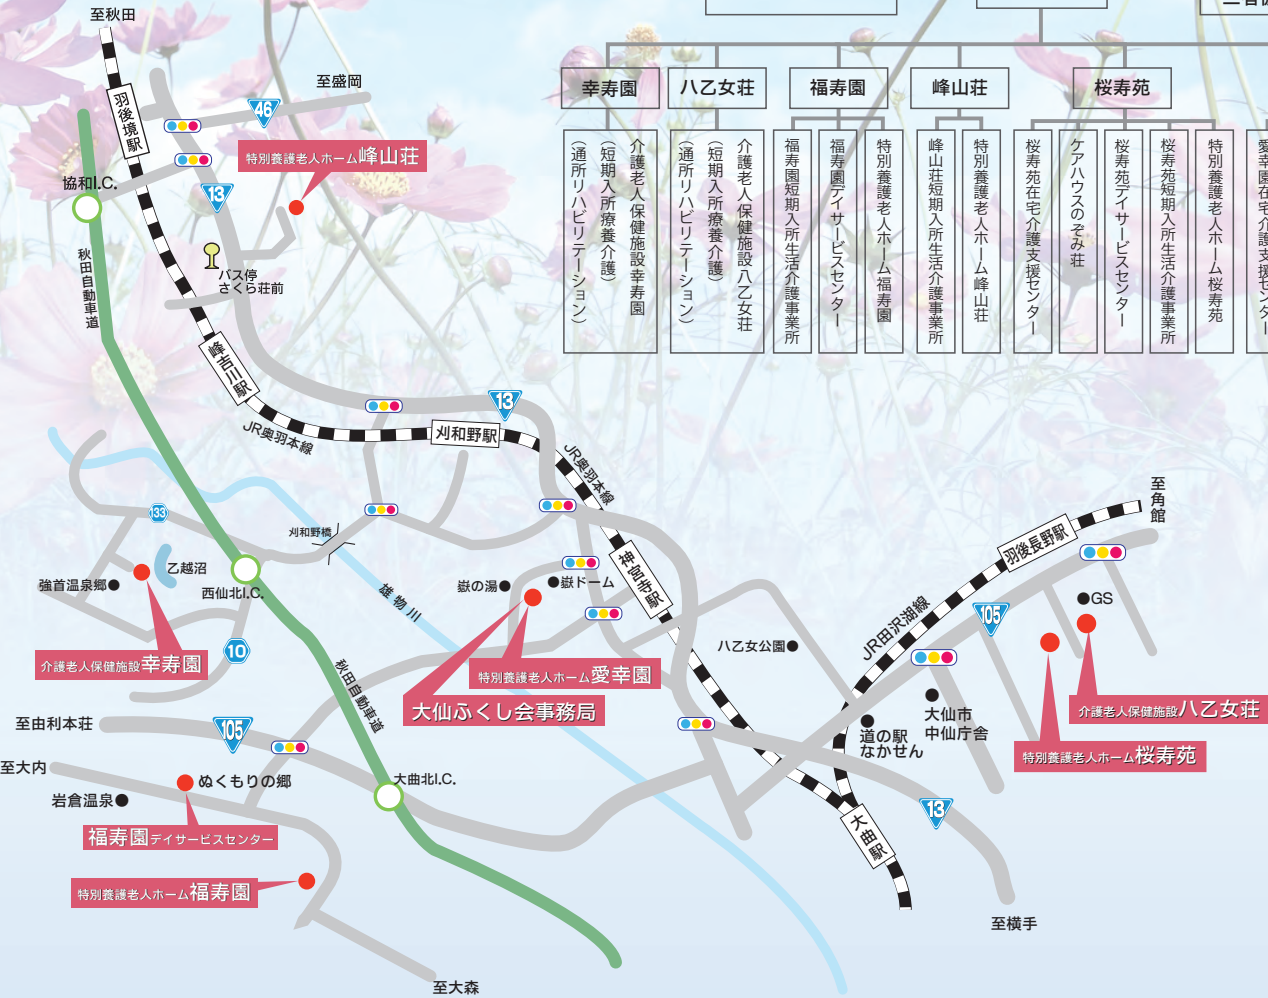 幸寿園
八乙女荘
福寿園
峰山荘
桜寿苑
介護老人保健施設幸寿園
（短期入所療養介護）
（通所リハビリテーション）
介護老人保健施設八乙女荘
（短期入所療養介護）
（通所リハビリテーション）
特別養護老人ホーム福寿園
福寿園デイサービスセンター
福寿園短期入所生活介護事業所
特別養護老人ホーム峰山荘
峰山荘短期入所生活介護事業所
特別養護老人ホーム桜寿苑
桜寿苑短期入所生活介護事業所
桜寿苑デイサービスセンター
ケアハウスのぞみ荘
桜寿苑在宅介護支援センター
愛幸園在宅介護支援センター
至秋田
羽後境駅
至盛岡
46
特別養護老人ホーム峰山荘
協和I.C.
13
秋田自動車道
バス停
さくら荘前
峰吉川駅
JR奥羽本線
13
刈和野駅
JR奥羽本線
至角館
羽後長野駅
133
刈和野橋
神宮寺駅
乙越沼
強首温泉郷
西仙北I.C.
雄物川
嶽の湯
嶽ドーム
GS
105
JR田沢湖線
10
介護老人保健施設幸寿園
秋田自動車道
特別養護老人ホーム愛幸園
大仙ふくし会事務局
八乙女公園
大仙市
中仙庁舎
道の駅
なかせん
介護老人保健施設八乙女荘
特別養護老人ホーム桜寿苑
至由利本荘
105
至大内
ぬくもりの郷
岩倉温泉
大曲北I.C.
福寿園デイサービスセンター
13
大曲駅
特別養護老人ホーム福寿園
至横手
至大森